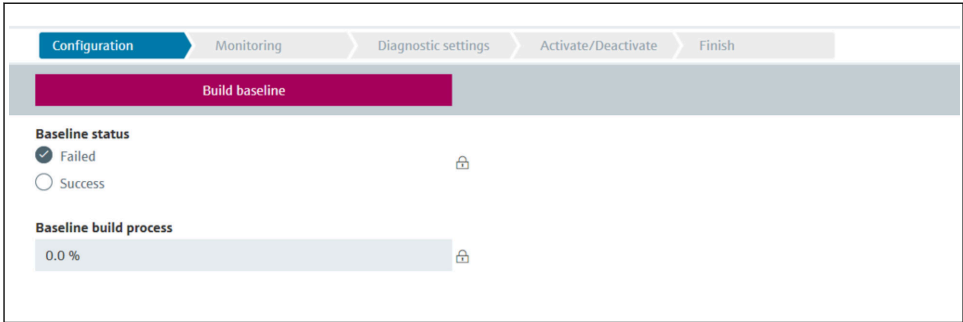 Configuration Monitoring Diagnostic settings Activate/Deactivate Finish
Build baseline
Baseline status
Failed
Success
Baseline build process
0.0 %